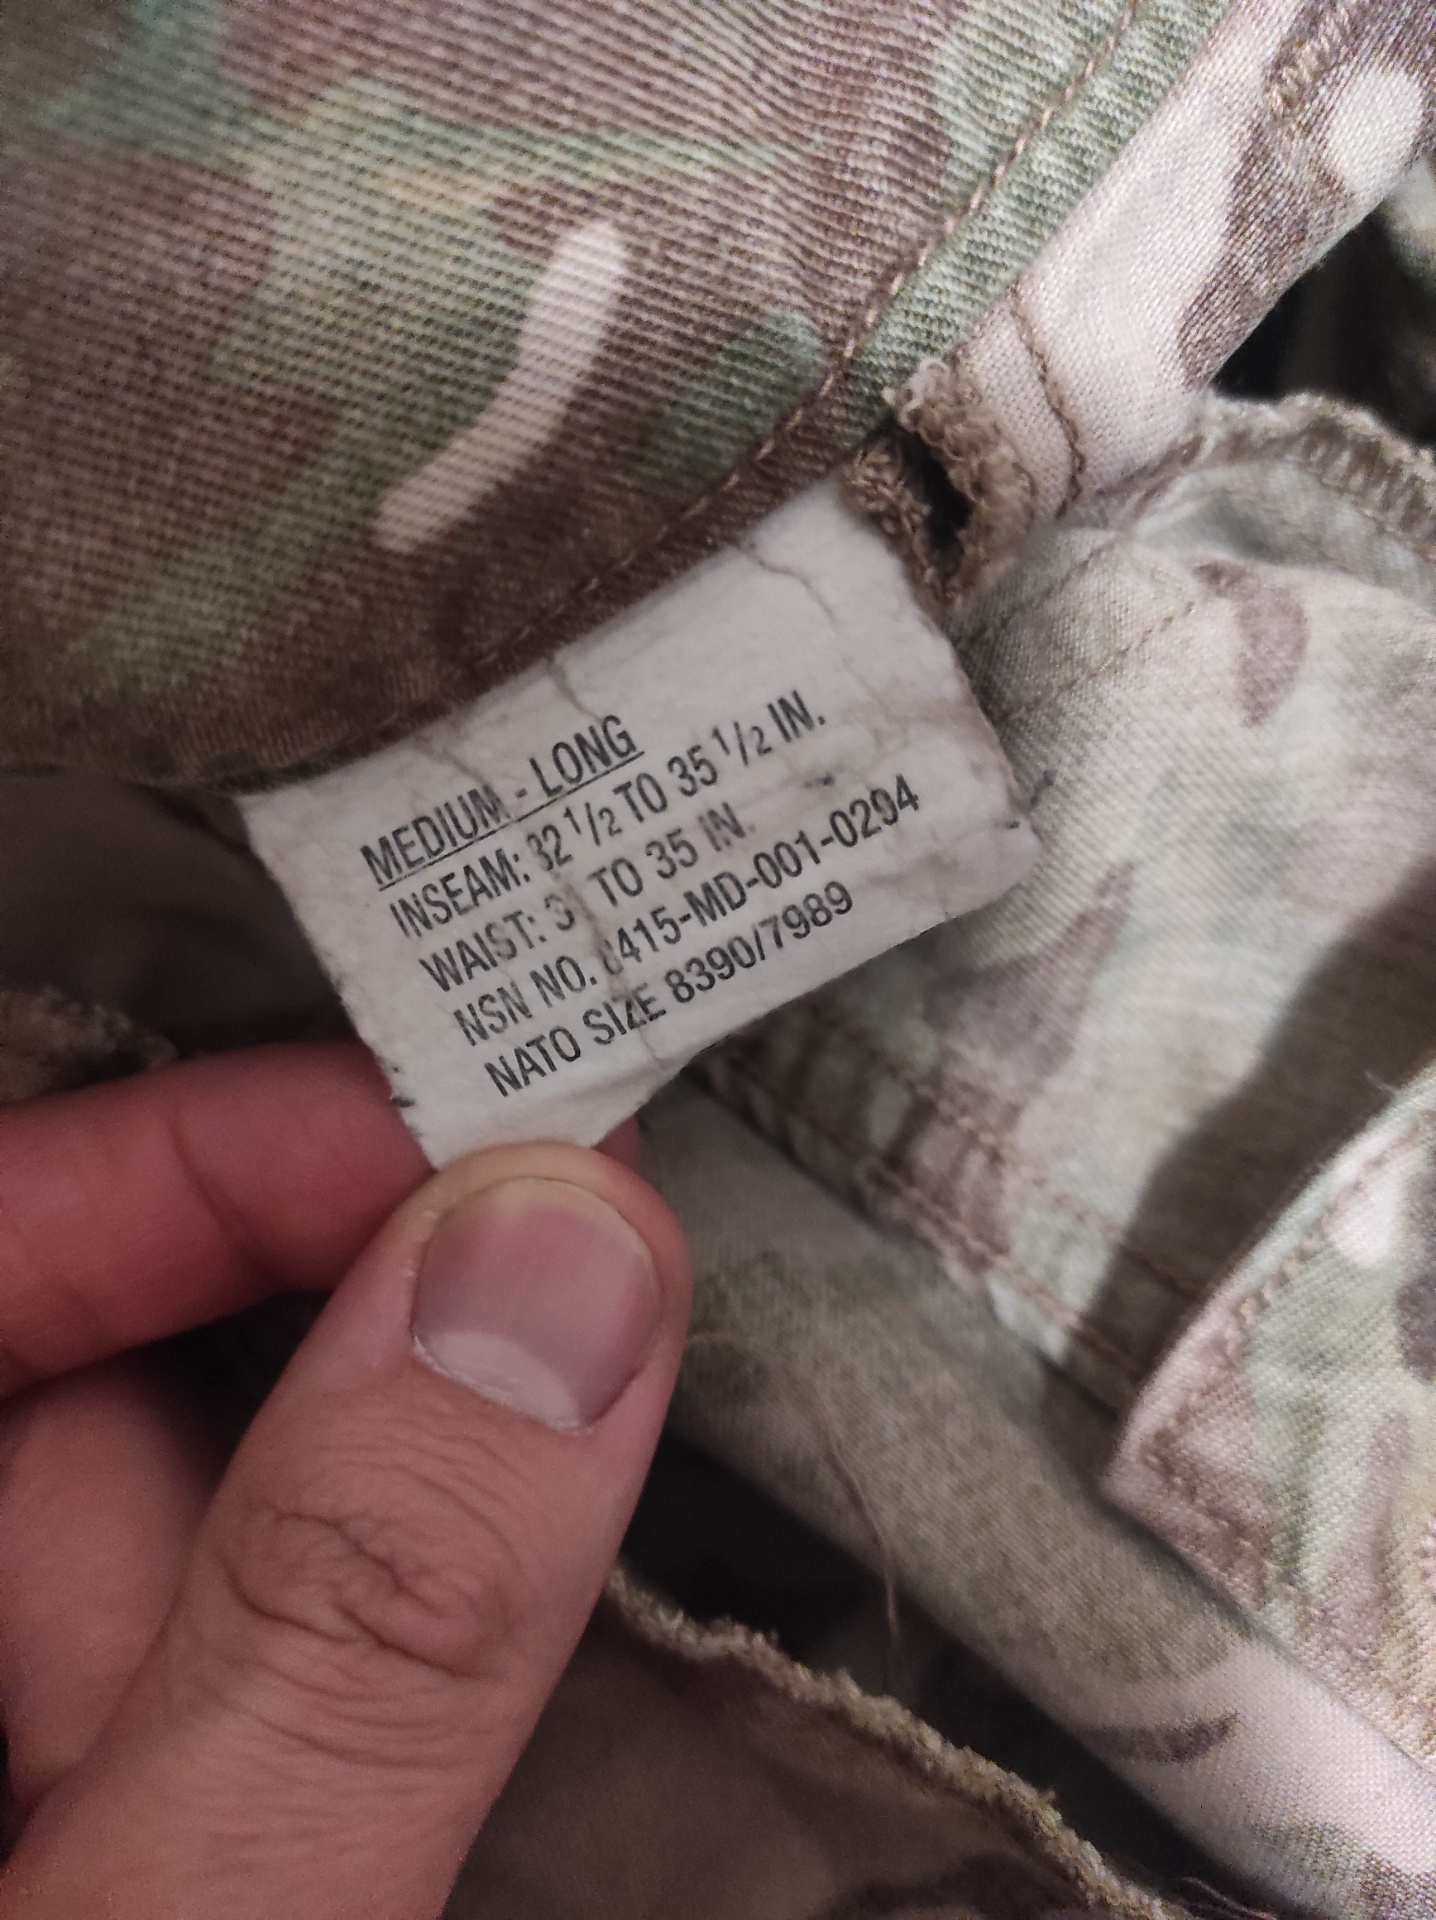 MEDIUM - LONG
INSEAM: 32 1/2 TO 35 1/2 IN.
WAIST: TO 35 IN.
NSN NO. 8415-MD-001-0294
NATO SIZE 8390/7989